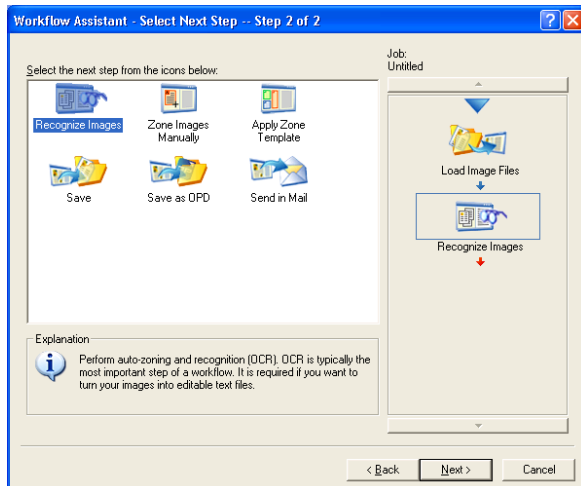 Workflow Assistant - Select Next Step -- Step 2 of 2
Select the next step from the icons below:
Recognize Images
Zone Images
Manually
Apply Zone
Template
Save
Save as OPD
Send in Mail
Explanation
Perform auto-zoning and recognition (OCR). OCR is typically the
most important step of a workflow. It is required if you want to
turn your images into editable text files.
Job:
Untitled
Load Image Files
Recognize Images
< Back
Next >
Cancel